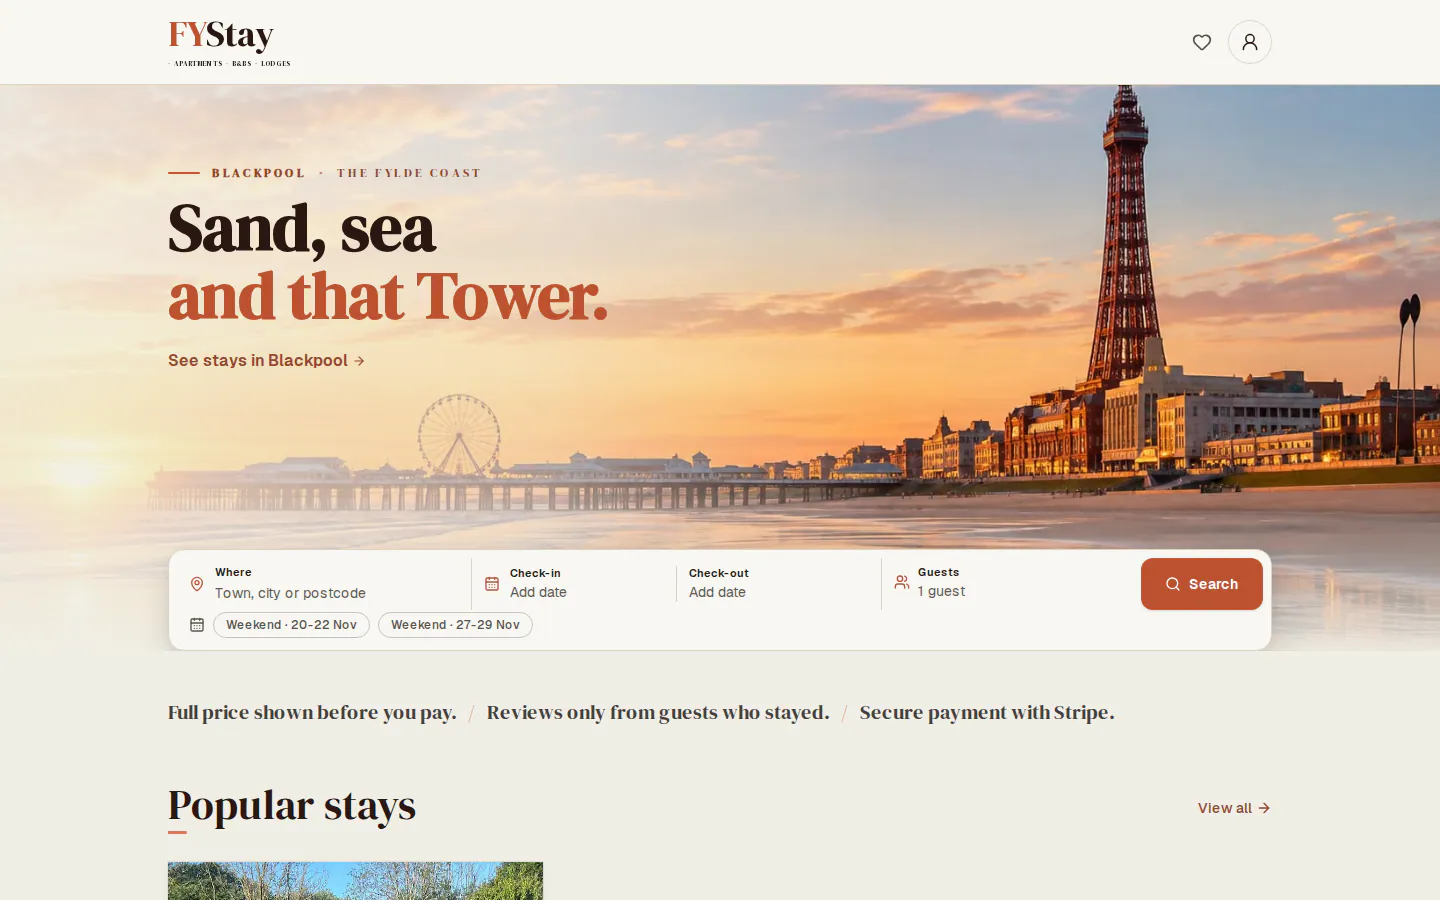 FYStay
· APARTMENTS · B&BS · LODGES
BLACKPOOL · THE FYLDE COAST
Sand, sea
and that Tower.
See stays in Blackpool →
Where
Town, city or postcode
Check-in
Add date
Check-out
Add date
Guests
1 guest
Search
Weekend · 20-22 Nov
Weekend · 27-29 Nov
Full price shown before you pay. / Reviews only from guests who stayed. / Secure payment with Stripe.
Popular stays
View all →